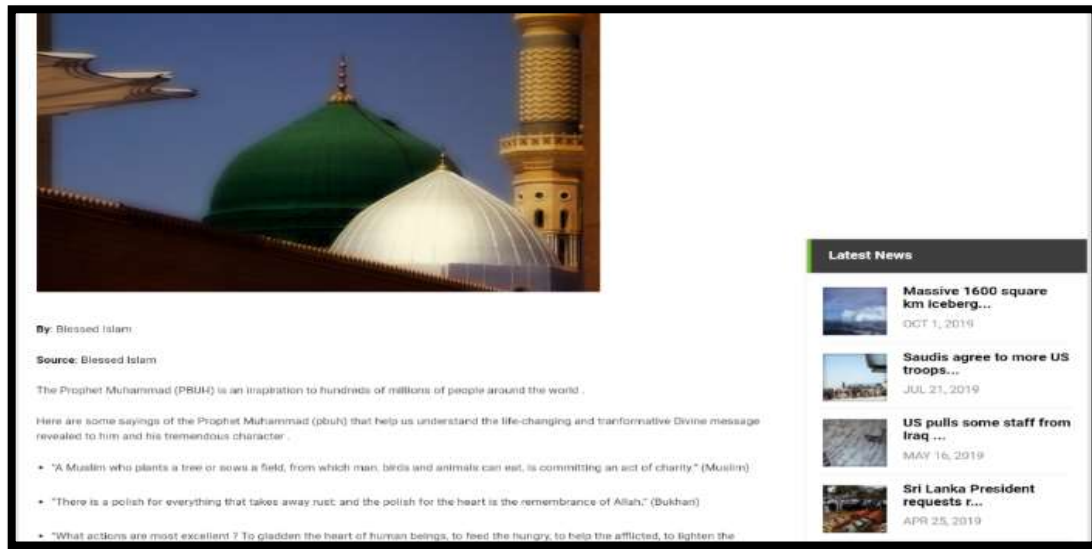 By: Blessed Islam
Source: Blessed Islam
The Prophet Muhammad (PBUH) is an inspiration to hundreds of millions of people around the world .
Here are some sayings of the Prophet Muhammad (pbuh) that help us understand the life-changing and tranformative Divine message
revealed to him and his tremendous character .
• "A Muslim who plants a tree or sows a field, from which man, birds and animals can eat, is committing an act of charity." (Muslim)
• "There is a polish for everything that takes away rust; and the polish for the heart is the remembrance of Allah." (Bukhari)
• "What actions are most excellent ? To gladden the heart of human beings, to feed the hungry, to help the afflicted, to lighten the
Latest News
Massive 1600 square
km iceberg...
OCT 1, 2019
Saudis agree to more US
troops...
JUL 21, 2019
US pulls some staff from
Iraq ...
MAY 16, 2019
Sri Lanka President
requests r...
APR 25, 2019